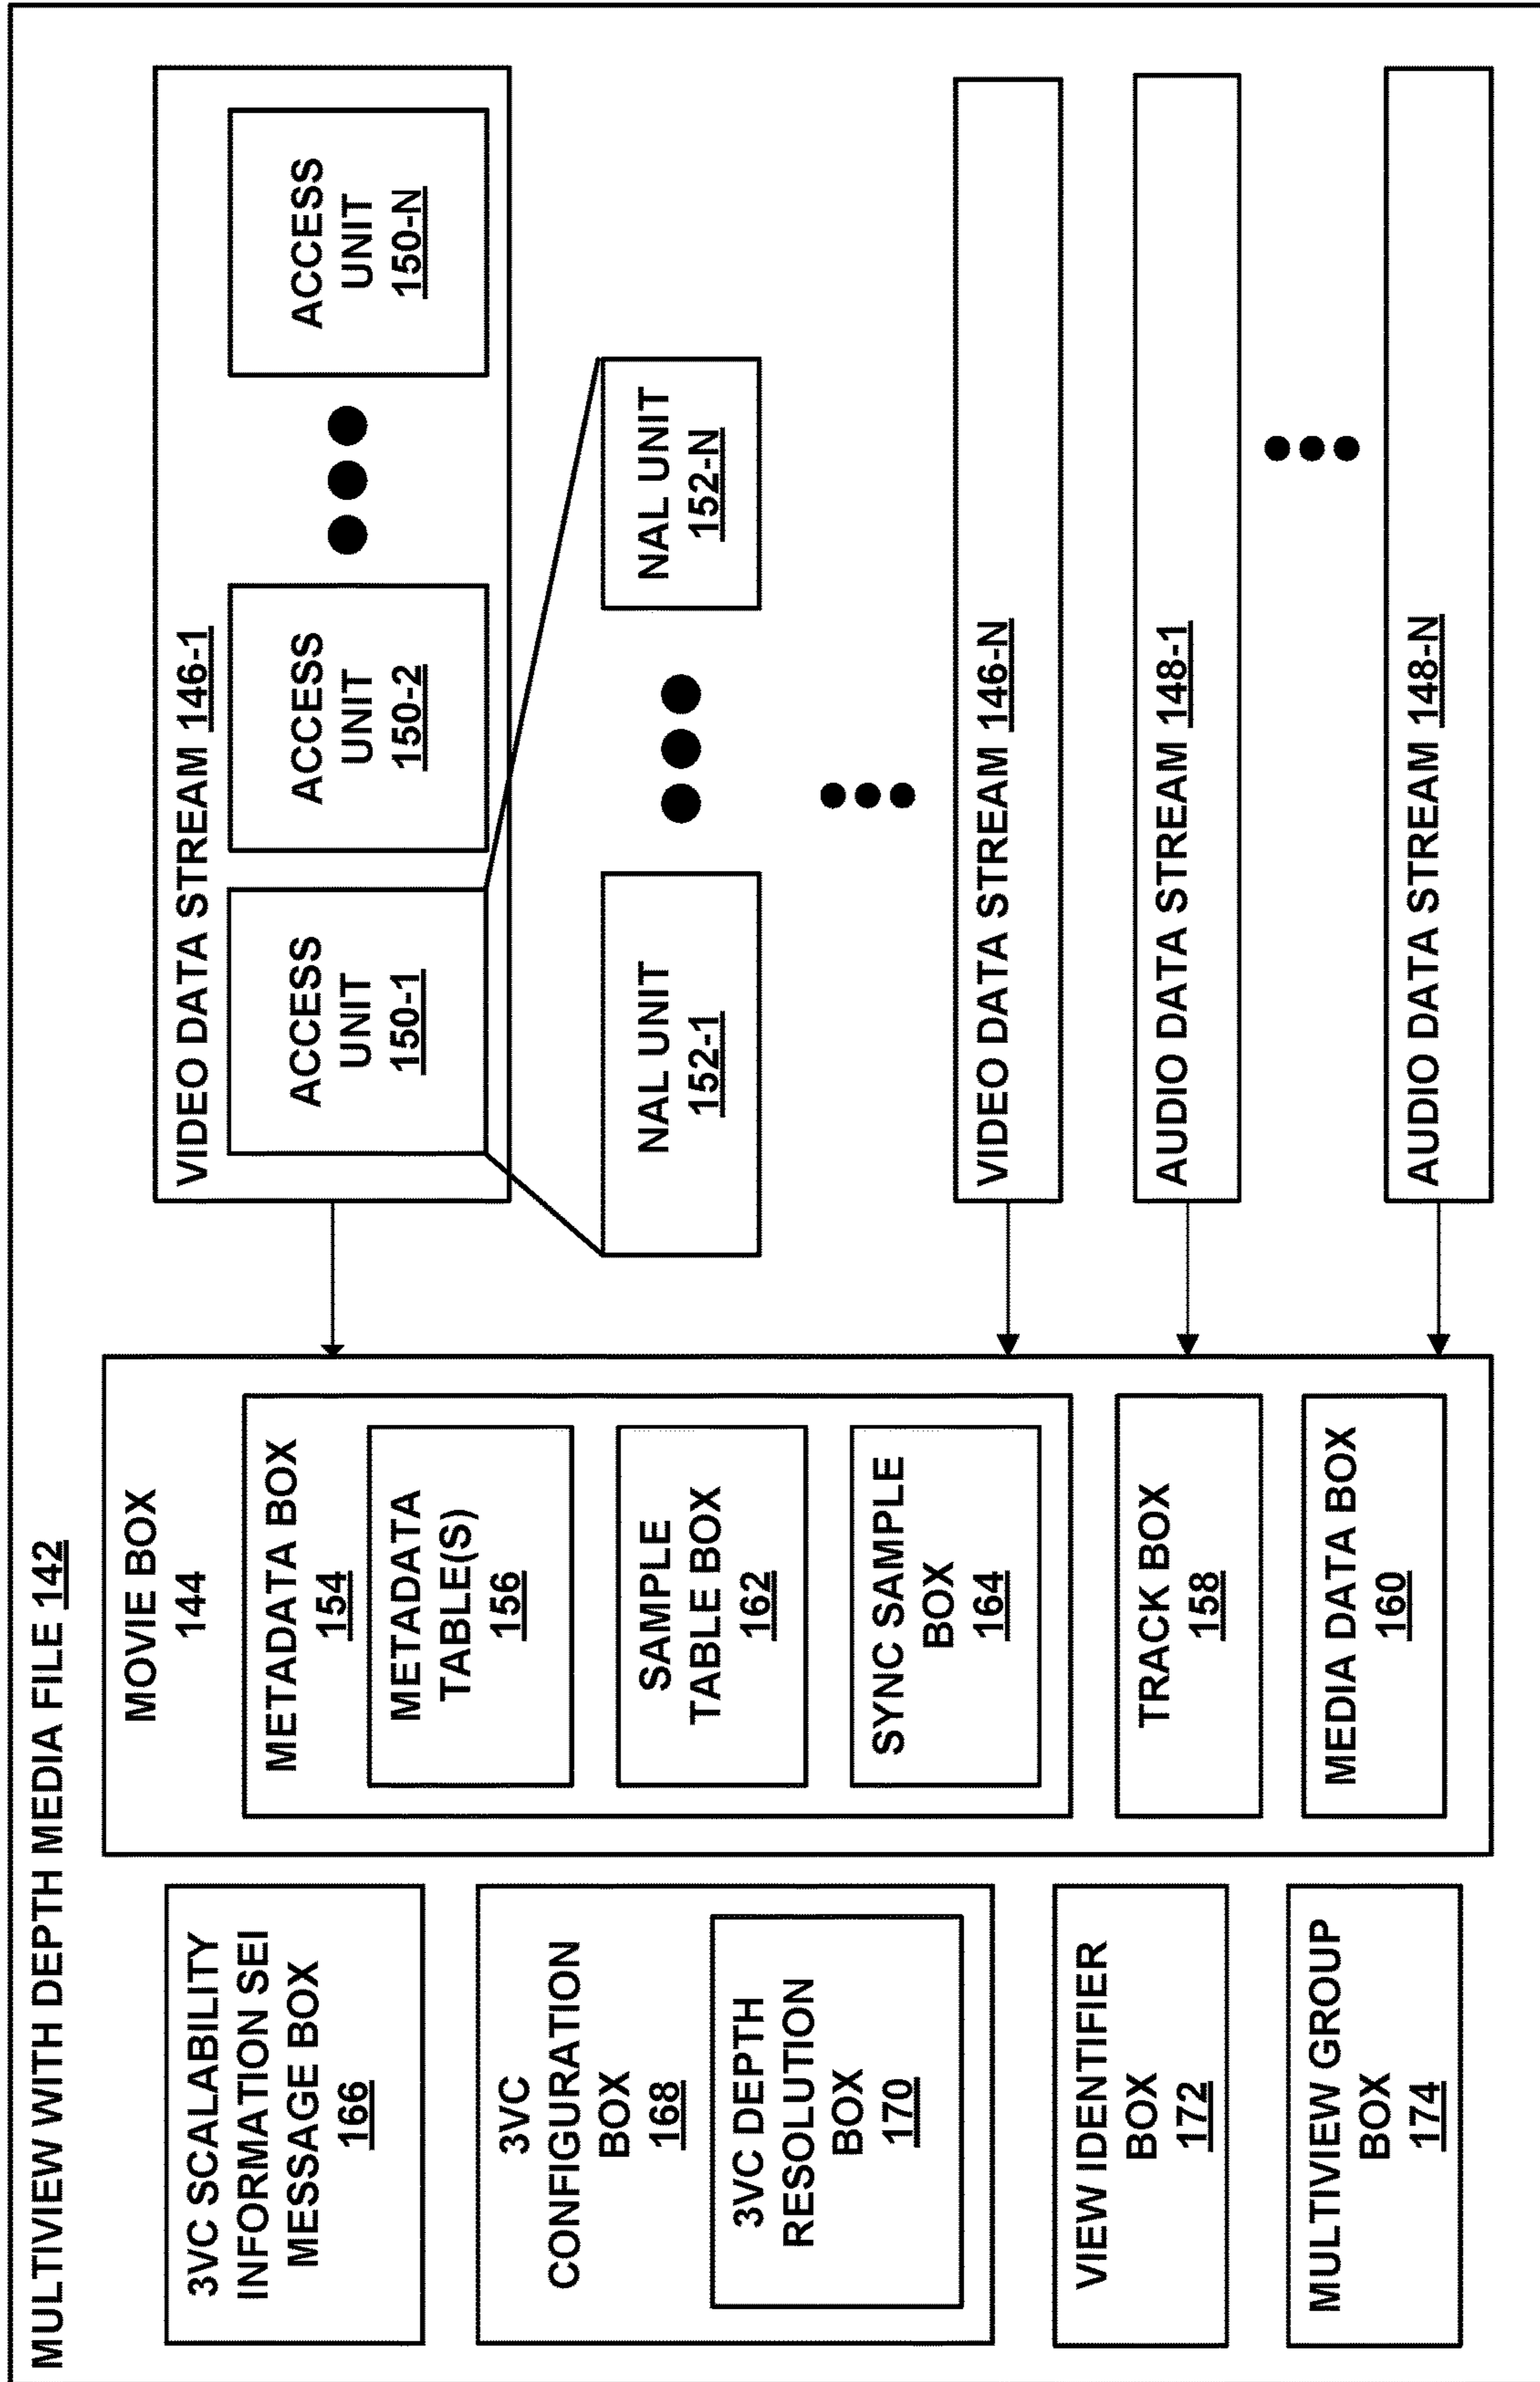 MULTIVIEW WITH DEPTH MEDIA FILE 142
3VC SCALABILITY
INFORMATION SEI
MESSAGE BOX
166
3VC
CONFIGURATION
BOX
168
3VC DEPTH
RESOLUTION
BOX
170
VIEW IDENTIFIER
BOX
172
MULTIVIEW GROUP
BOX
174
MOVIE BOX
144
METADATA BOX
154
METADATA
TABLE(S)
156
SAMPLE
TABLE BOX
162
SYNC SAMPLE
BOX
164
TRACK BOX
158
MEDIA DATA BOX
160
VIDEO DATA STREAM 146-1
ACCESS
UNIT
150-1
ACCESS
UNIT
150-2
ACCESS
UNIT
150-N
NAL UNIT
152-1
NAL UNIT
152-N
VIDEO DATA STREAM 146-N
AUDIO DATA STREAM 148-1
AUDIO DATA STREAM 148-N